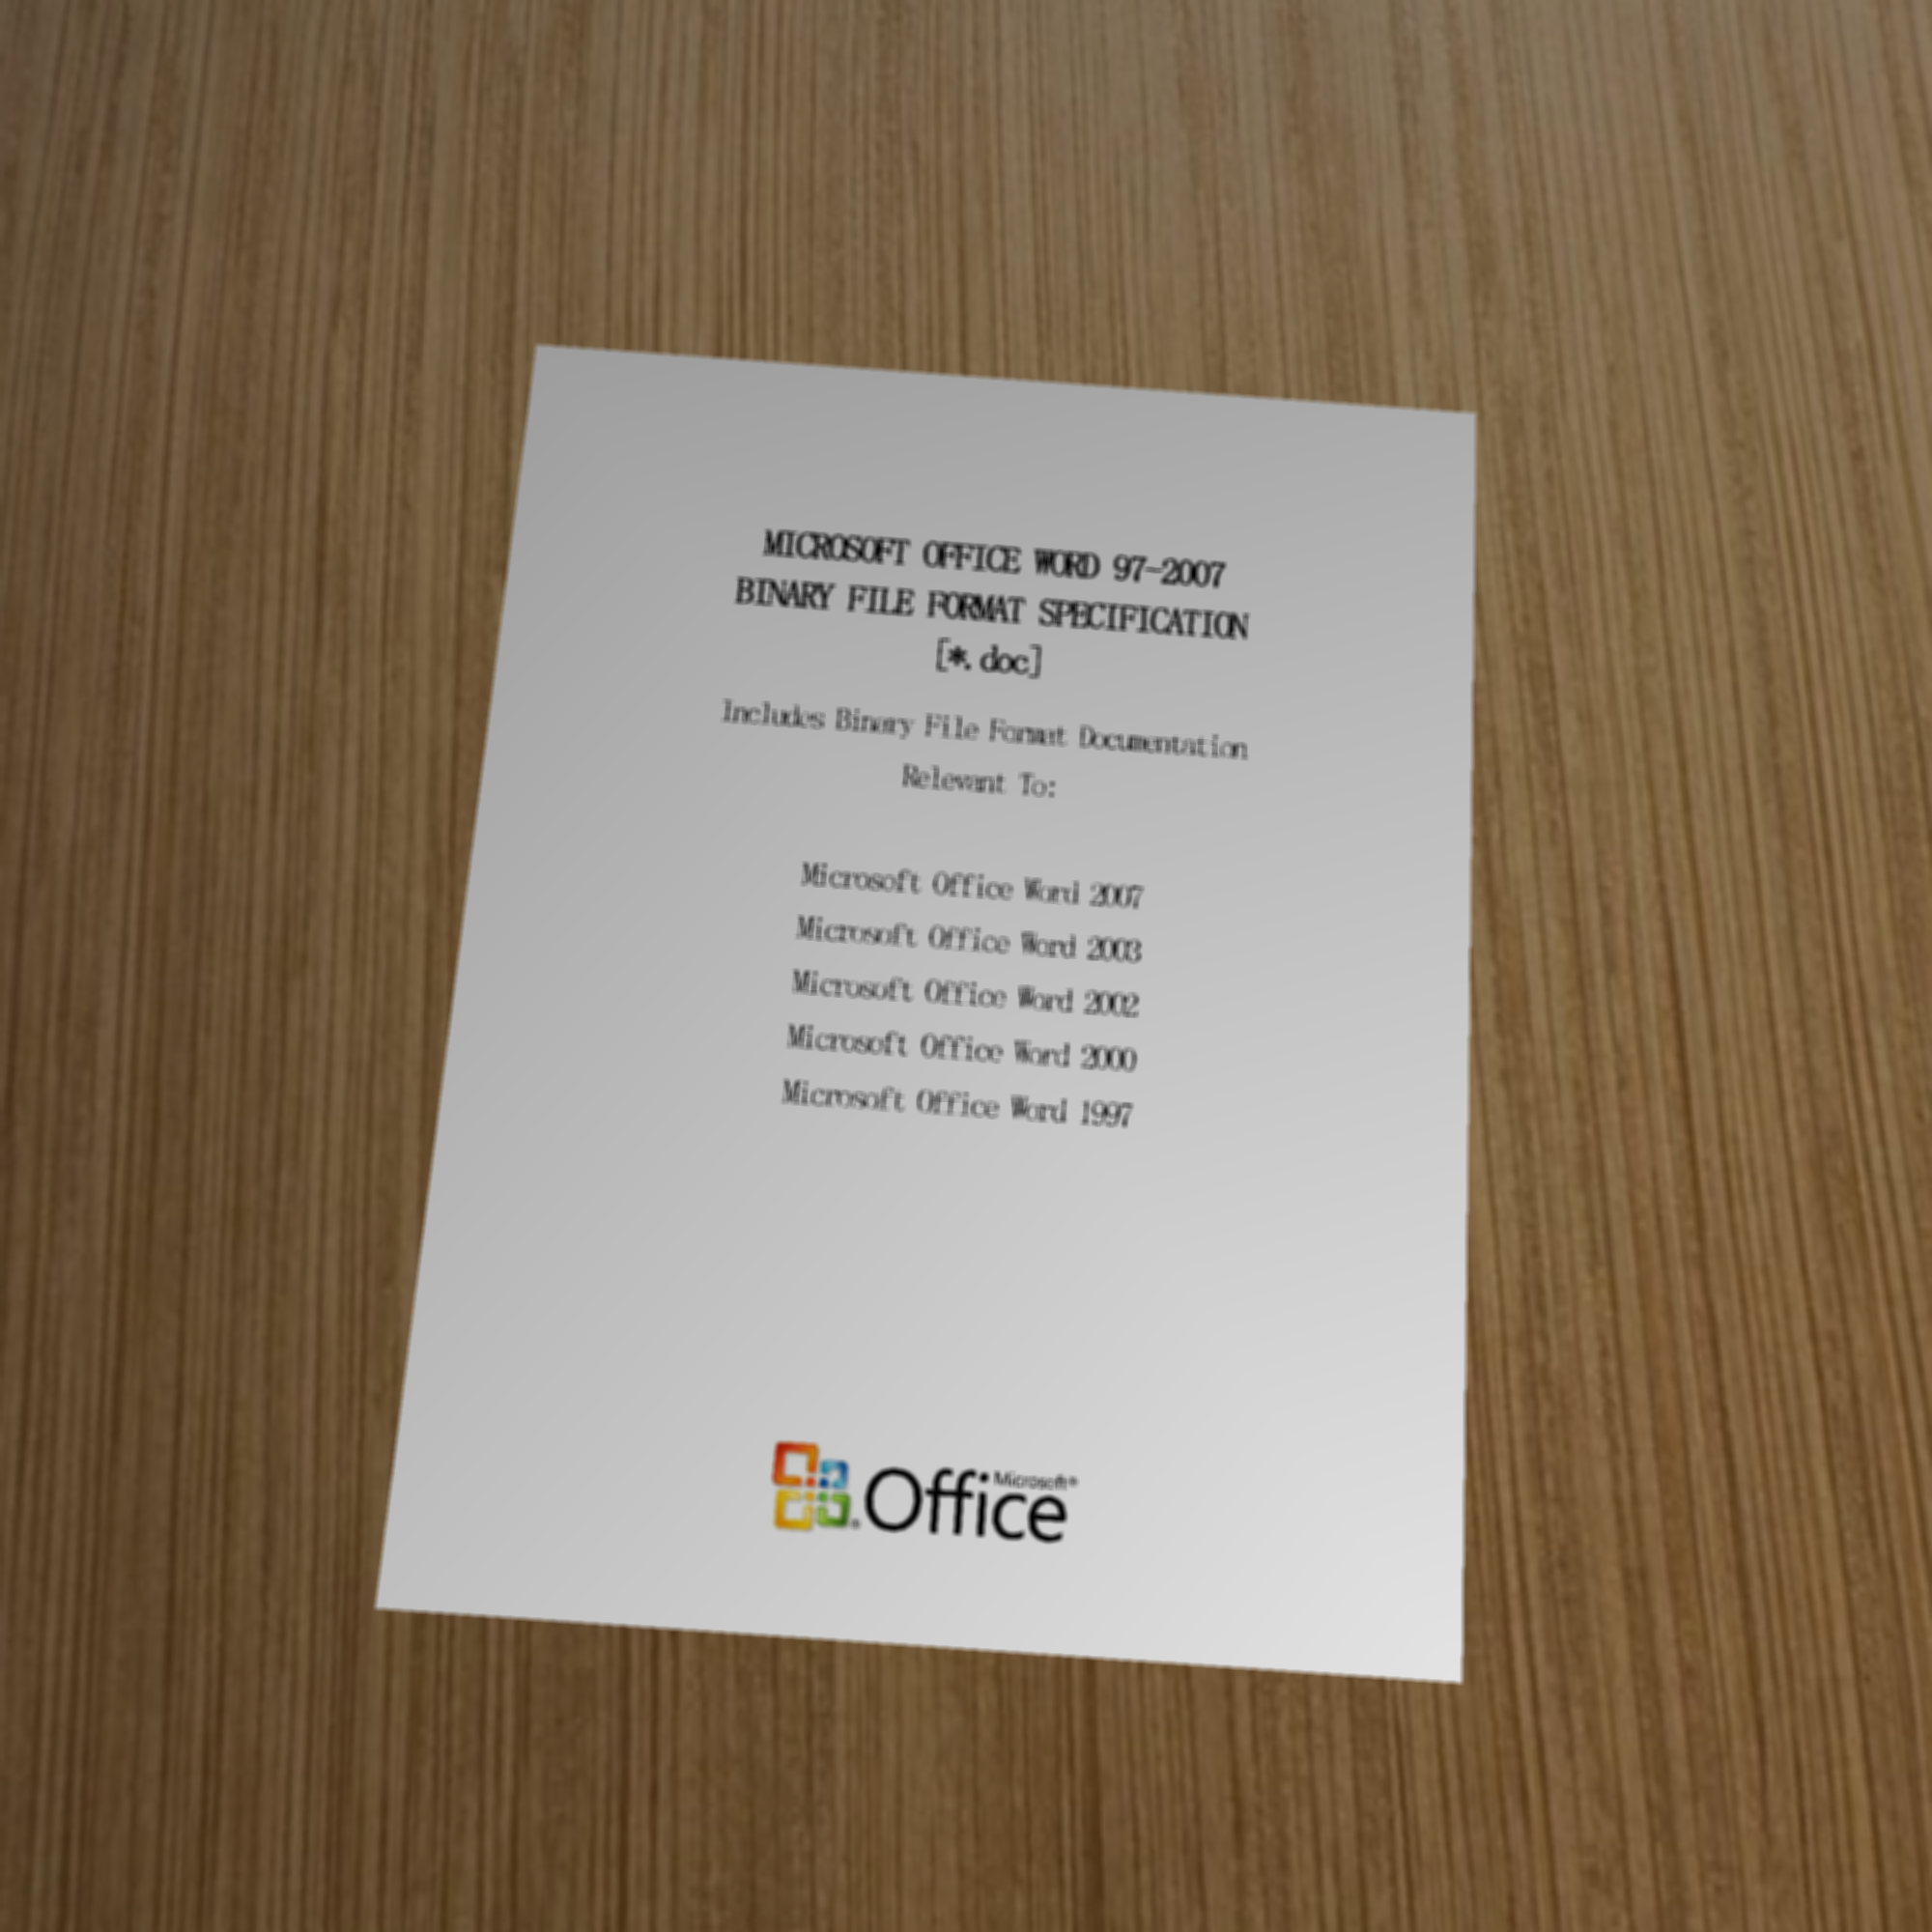 MICROSOFT OFFICE WORD 97-2007
BINARY FILE FORMAT SPECIFICATION
[*.doc]
Includes Binary File Format Documentation
Relevant To:
Microsoft Office Word 2007
Microsoft Office Word 2003
Microsoft Office Word 2002
Microsoft Office Word 2000
Microsoft Office Word 1997
Microsoft®
Office